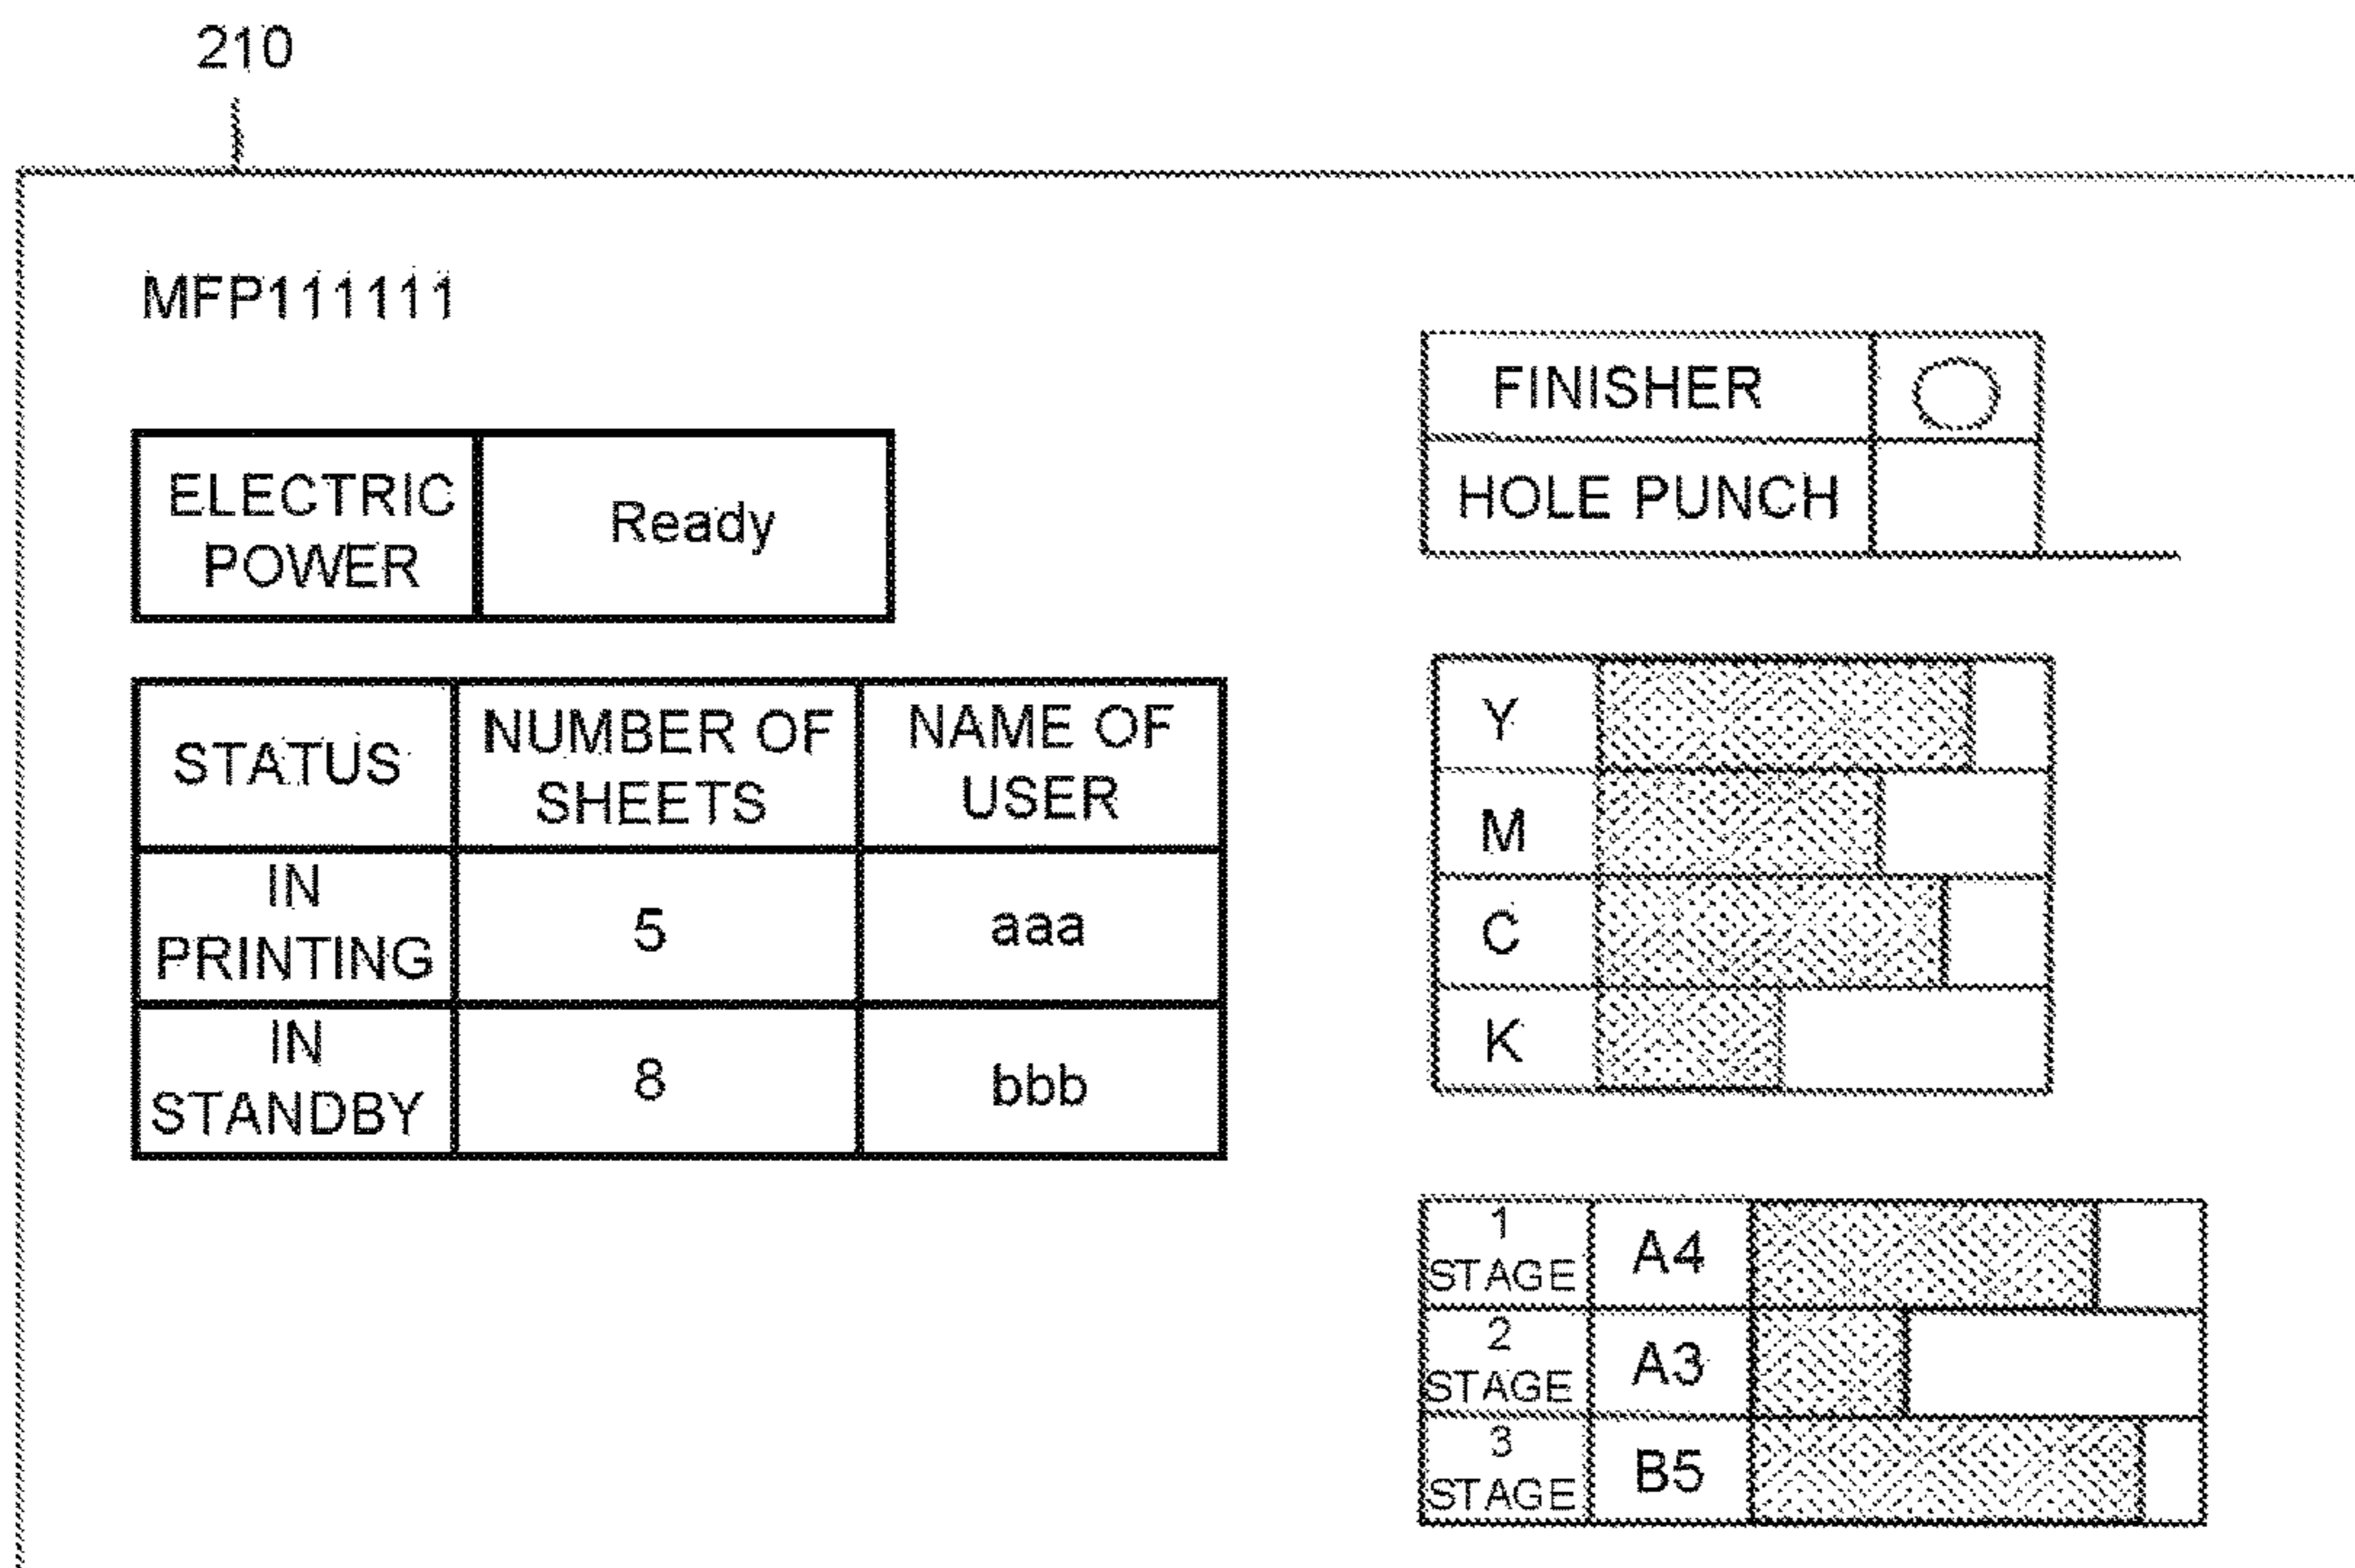 210
MFP111111
ELECTRIC
POWER
Ready
STATUS
NUMBER OF
SHEETS
NAME OF
USER
IN
PRINTING
5
aaa
IN
STANDBY
8
bbb
FINISHER
HOLE PUNCH
Y
M
C
K
1
STAGE
A4
2
STAGE
A3
3
STAGE
B5